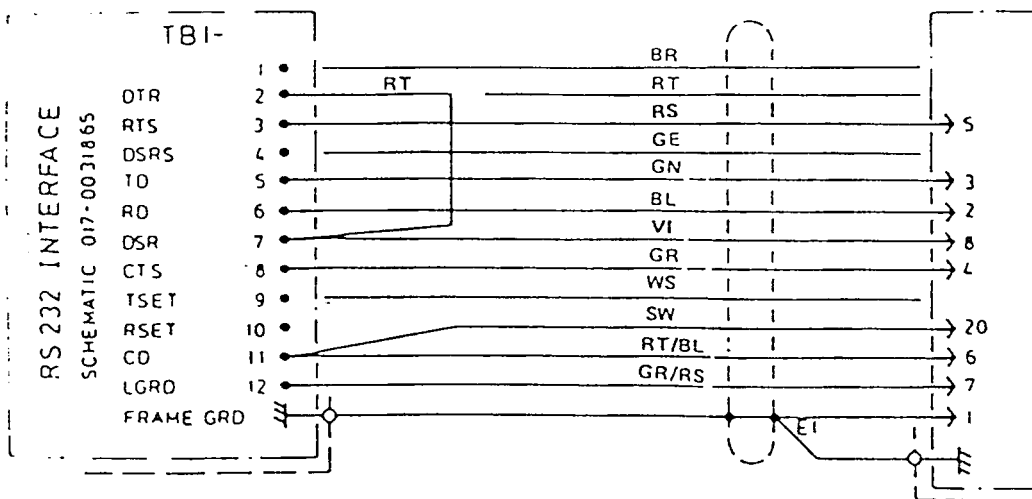 TB1-
RS 232 INTERFACE
SCHEMATIC 017-0031865
1 BR
DTR 2 RT RT
RTS 3 RS 5
DSRS 4 GE
TD 5 GN 3
RD 6 BL 2
DSR 7 VI 8
CTS 8 GR 4
TSET 9 WS
RSET 10 SW 20
CD 11 RT/BL 6
LGRD 12 GR/RS 7
FRAME GRD E1 1